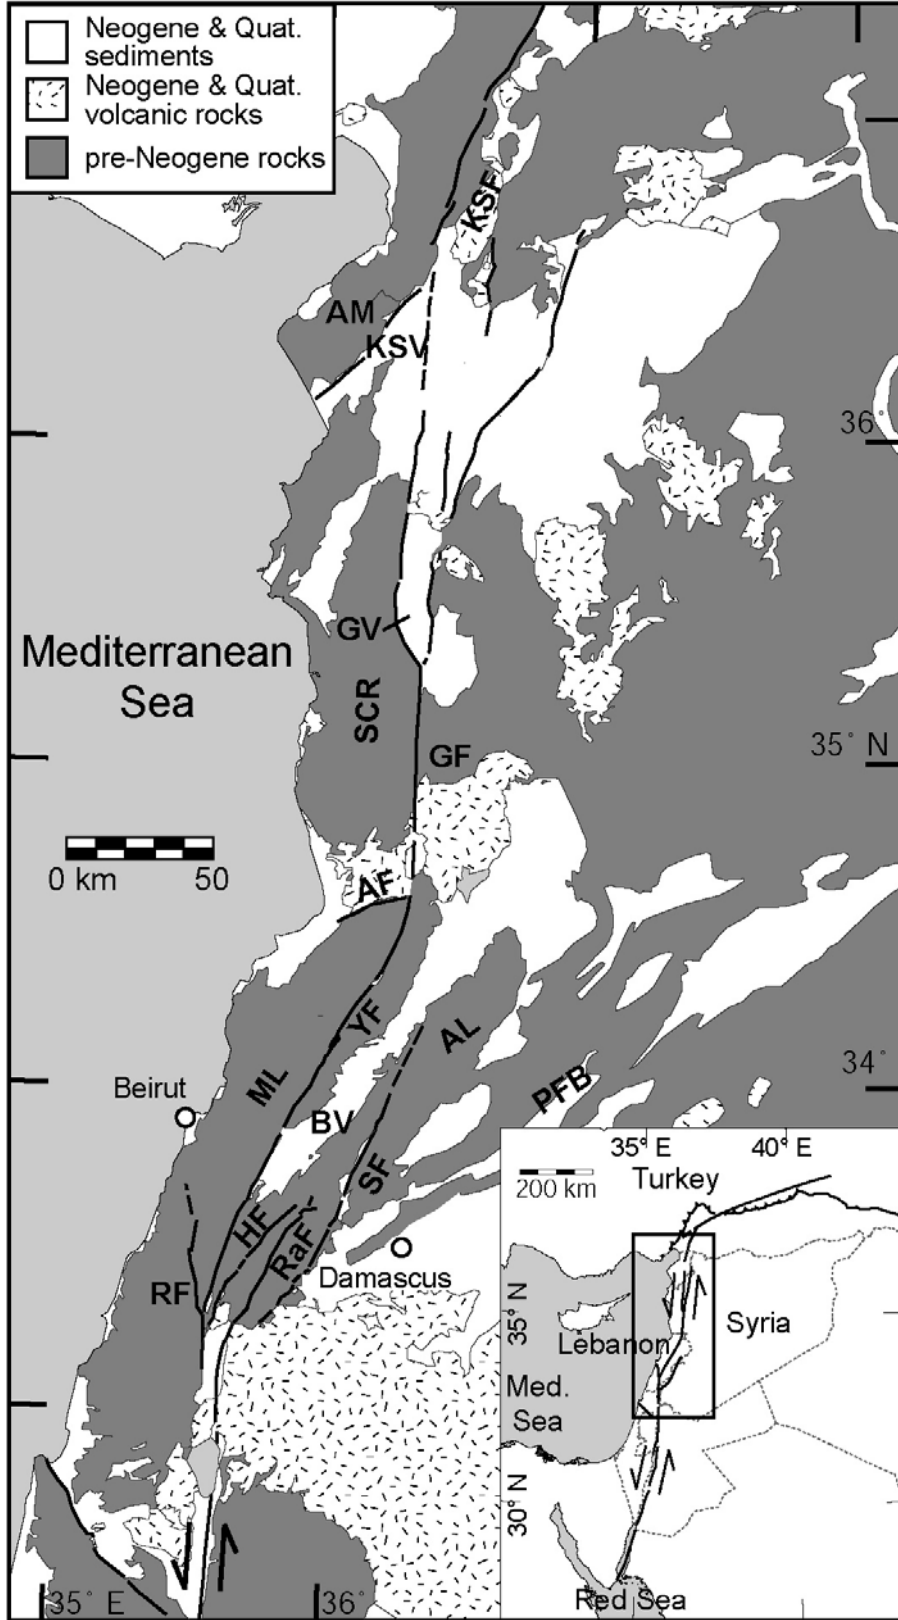 Neogene & Quat.
sediments
Neogene & Quat.
volcanic rocks
pre-Neogene rocks
KSF
AM
KSV
36°
GV
Mediterranean
Sea
SCR
GF
35° N
0 km
50
AF
YF
AL
ML
34°
PFB
Beirut
BV
SF
HF
RaF
RF
Damascus
35° E
36°
35° E
40° E
200 km
Turkey
35° N
Syria
Lebanon
Med.
Sea
30° N
Red Sea